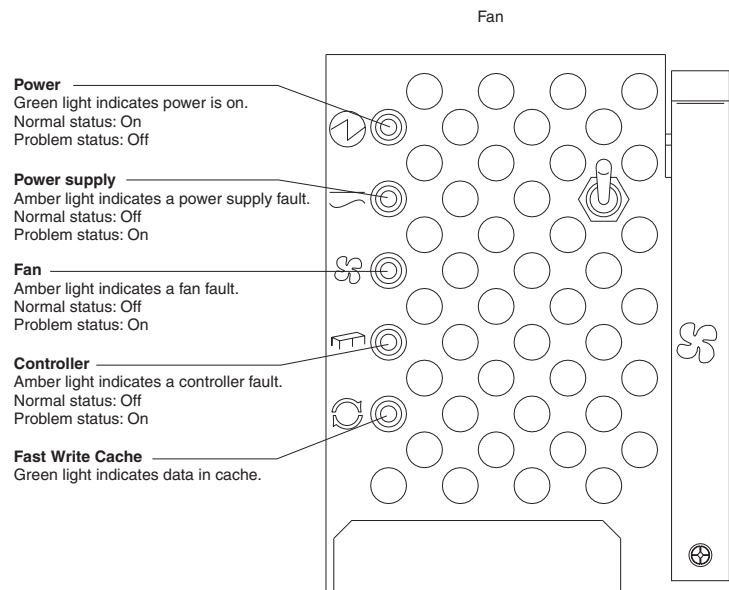 Fan
Power
Green light indicates power is on.
Normal status: On
Problem status: Off
Power supply
Amber light indicates a power supply fault.
Normal status: Off
Problem status: On
Fan
Amber light indicates a fan fault.
Normal status: Off
Problem status: On
Controller
Amber light indicates a controller fault.
Normal status: Off
Problem status: On
Fast Write Cache
Green light indicates data in cache.